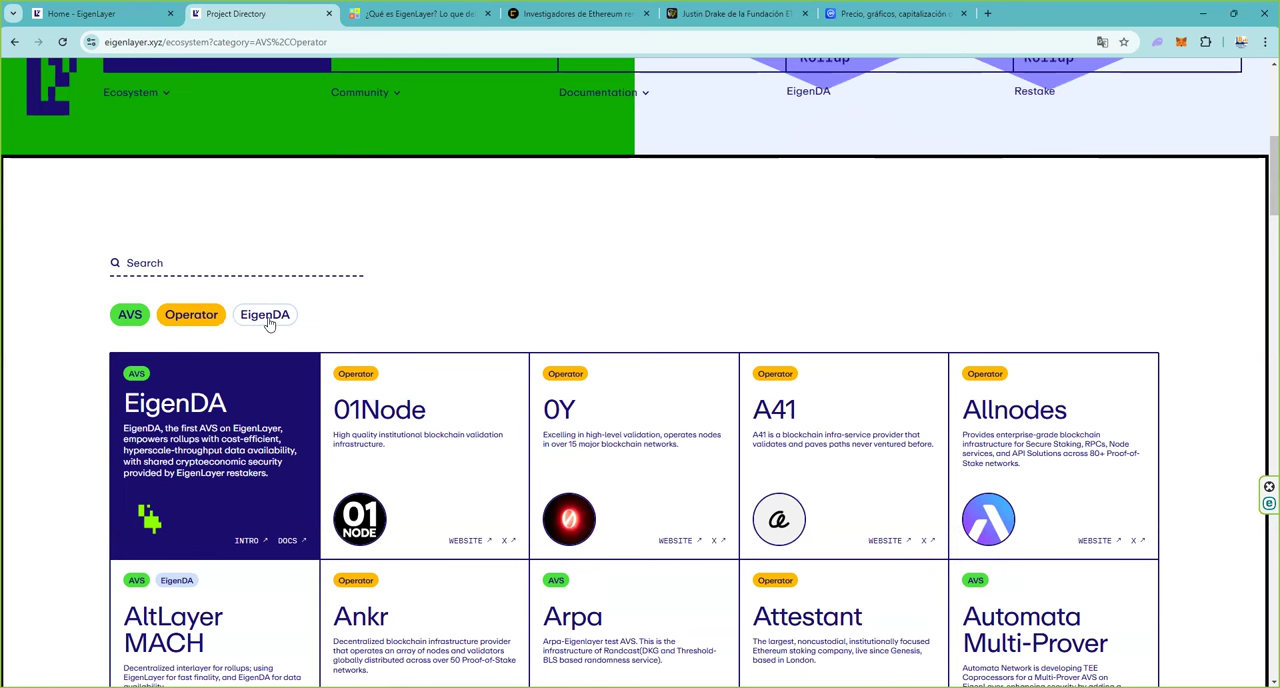 Home - EigenLayer
Project Directory
¿Qué es EigenLayer? Lo que de
Investigadores de Ethereum re
Justin Drake de la Fundación E
Precio, gráficos, capitalización
eigenlayer.xyz/ecosystem?category=AVS%2COperator
Rollup
Rollup
Ecosystem
Community
Documentation
EigenDA
Restake
Search
AVS
Operator
EigenDA
AVS
EigenDA
EigenDA, the first AVS on EigenLayer,
empowers rollups with cost-efficient,
hyperscale-throughput data availability,
with shared cryptoeconomic security
provided by EigenLayer restakers.
INTRO ↗ DOCS ↗
Operator
01Node
High quality institutional blockchain validation
infrastructure.
01
NODE
WEBSITE ↗ X ↗
Operator
0Y
Excelling in high-level validation, operates nodes
in over 15 major blockchain networks.
WEBSITE ↗ X ↗
Operator
A41
A41 is a blockchain infra-service provider that
validates and paves paths never ventured before.
WEBSITE ↗ X ↗
Operator
Allnodes
Provides enterprise-grade blockchain
infrastructure for Secure Staking, RPCs, Node
services, and API Solutions across 80+ Proof-of-
Stake networks.
WEBSITE ↗ X ↗
AVS EigenDA
AltLayer
MACH
Decentralized interlayer for rollups; using
EigenLayer for fast finality, and EigenDA for data
availability.
Operator
Ankr
Decentralized blockchain infrastructure provider
that operates an array of nodes and validators
globally distributed across over 50 Proof-of-Stake
networks.
AVS
Arpa
Arpa-Eigenlayer test AVS. This is the
infrastructure of Randcast(DKG and Threshold-
BLS based randomness service).
Operator
Attestant
The largest, noncustodial, institutionally focused
Ethereum staking company, live since Genesis,
based in London.
AVS
Automata
Multi-Prover
Automata Network is developing TEE
Coprocessors for a Multi-Prover AVS on
EigenLayer, enhancing security by adding a